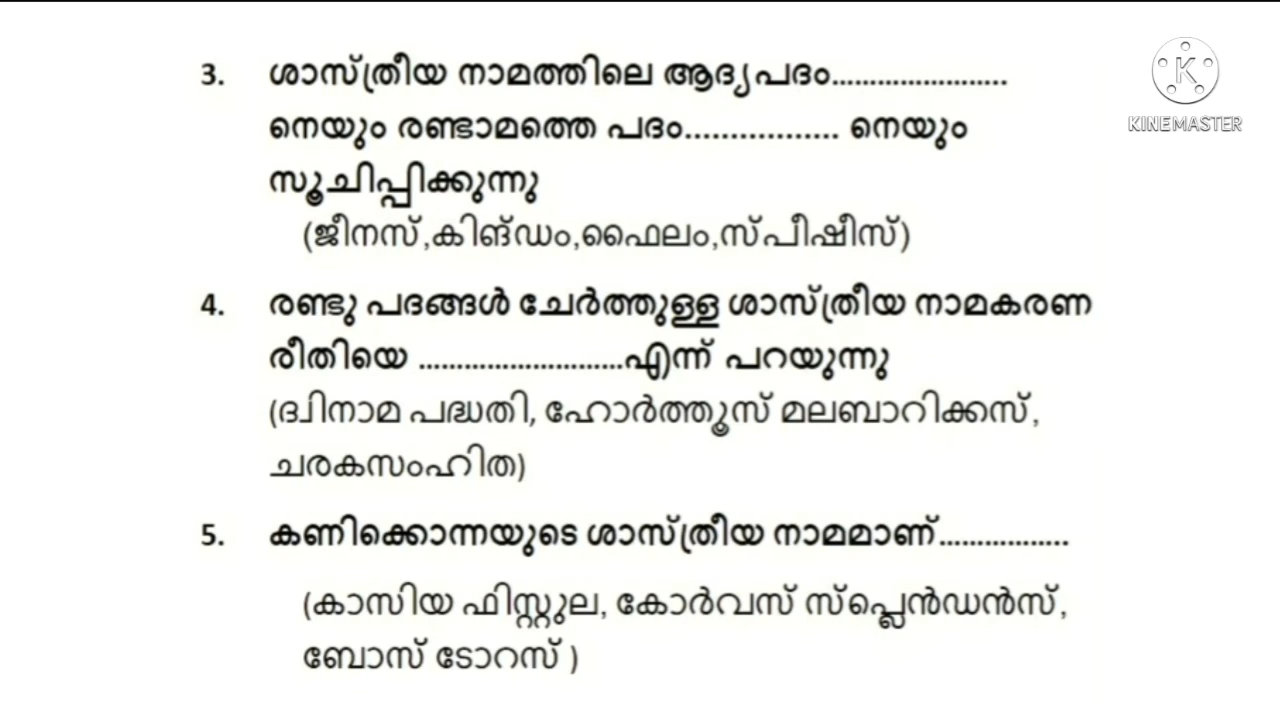 3. ശാസ്ത്രീയ നാമത്തിലെ ആദ്യപദം.......................
നെയും രണ്ടാമത്തെ പദം................. നെയും
സൂചിപ്പിക്കുന്നു
(ജീനസ്,കിങ്ഡം,ഫൈലം,സ്പീഷീസ്)
4. രണ്ടു പദങ്ങൾ ചേർത്തുള്ള ശാസ്ത്രീയ നാമകരണ
രീതിയെ ...........................എന്ന് പറയുന്നു
(ദ്വിനാമ പദ്ധതി, ഹോർത്തൂസ് മലബാറിക്കസ്,
ചരകസംഹിത)
5. കണിക്കൊന്നയുടെ ശാസ്ത്രീയ നാമമാണ്.................
(കാസിയ ഫിസ്റ്റുല, കോർവസ് സ്പ്ലെൻഡൻസ്,
ബോസ് ടോറസ് )
K
KINEMASTER